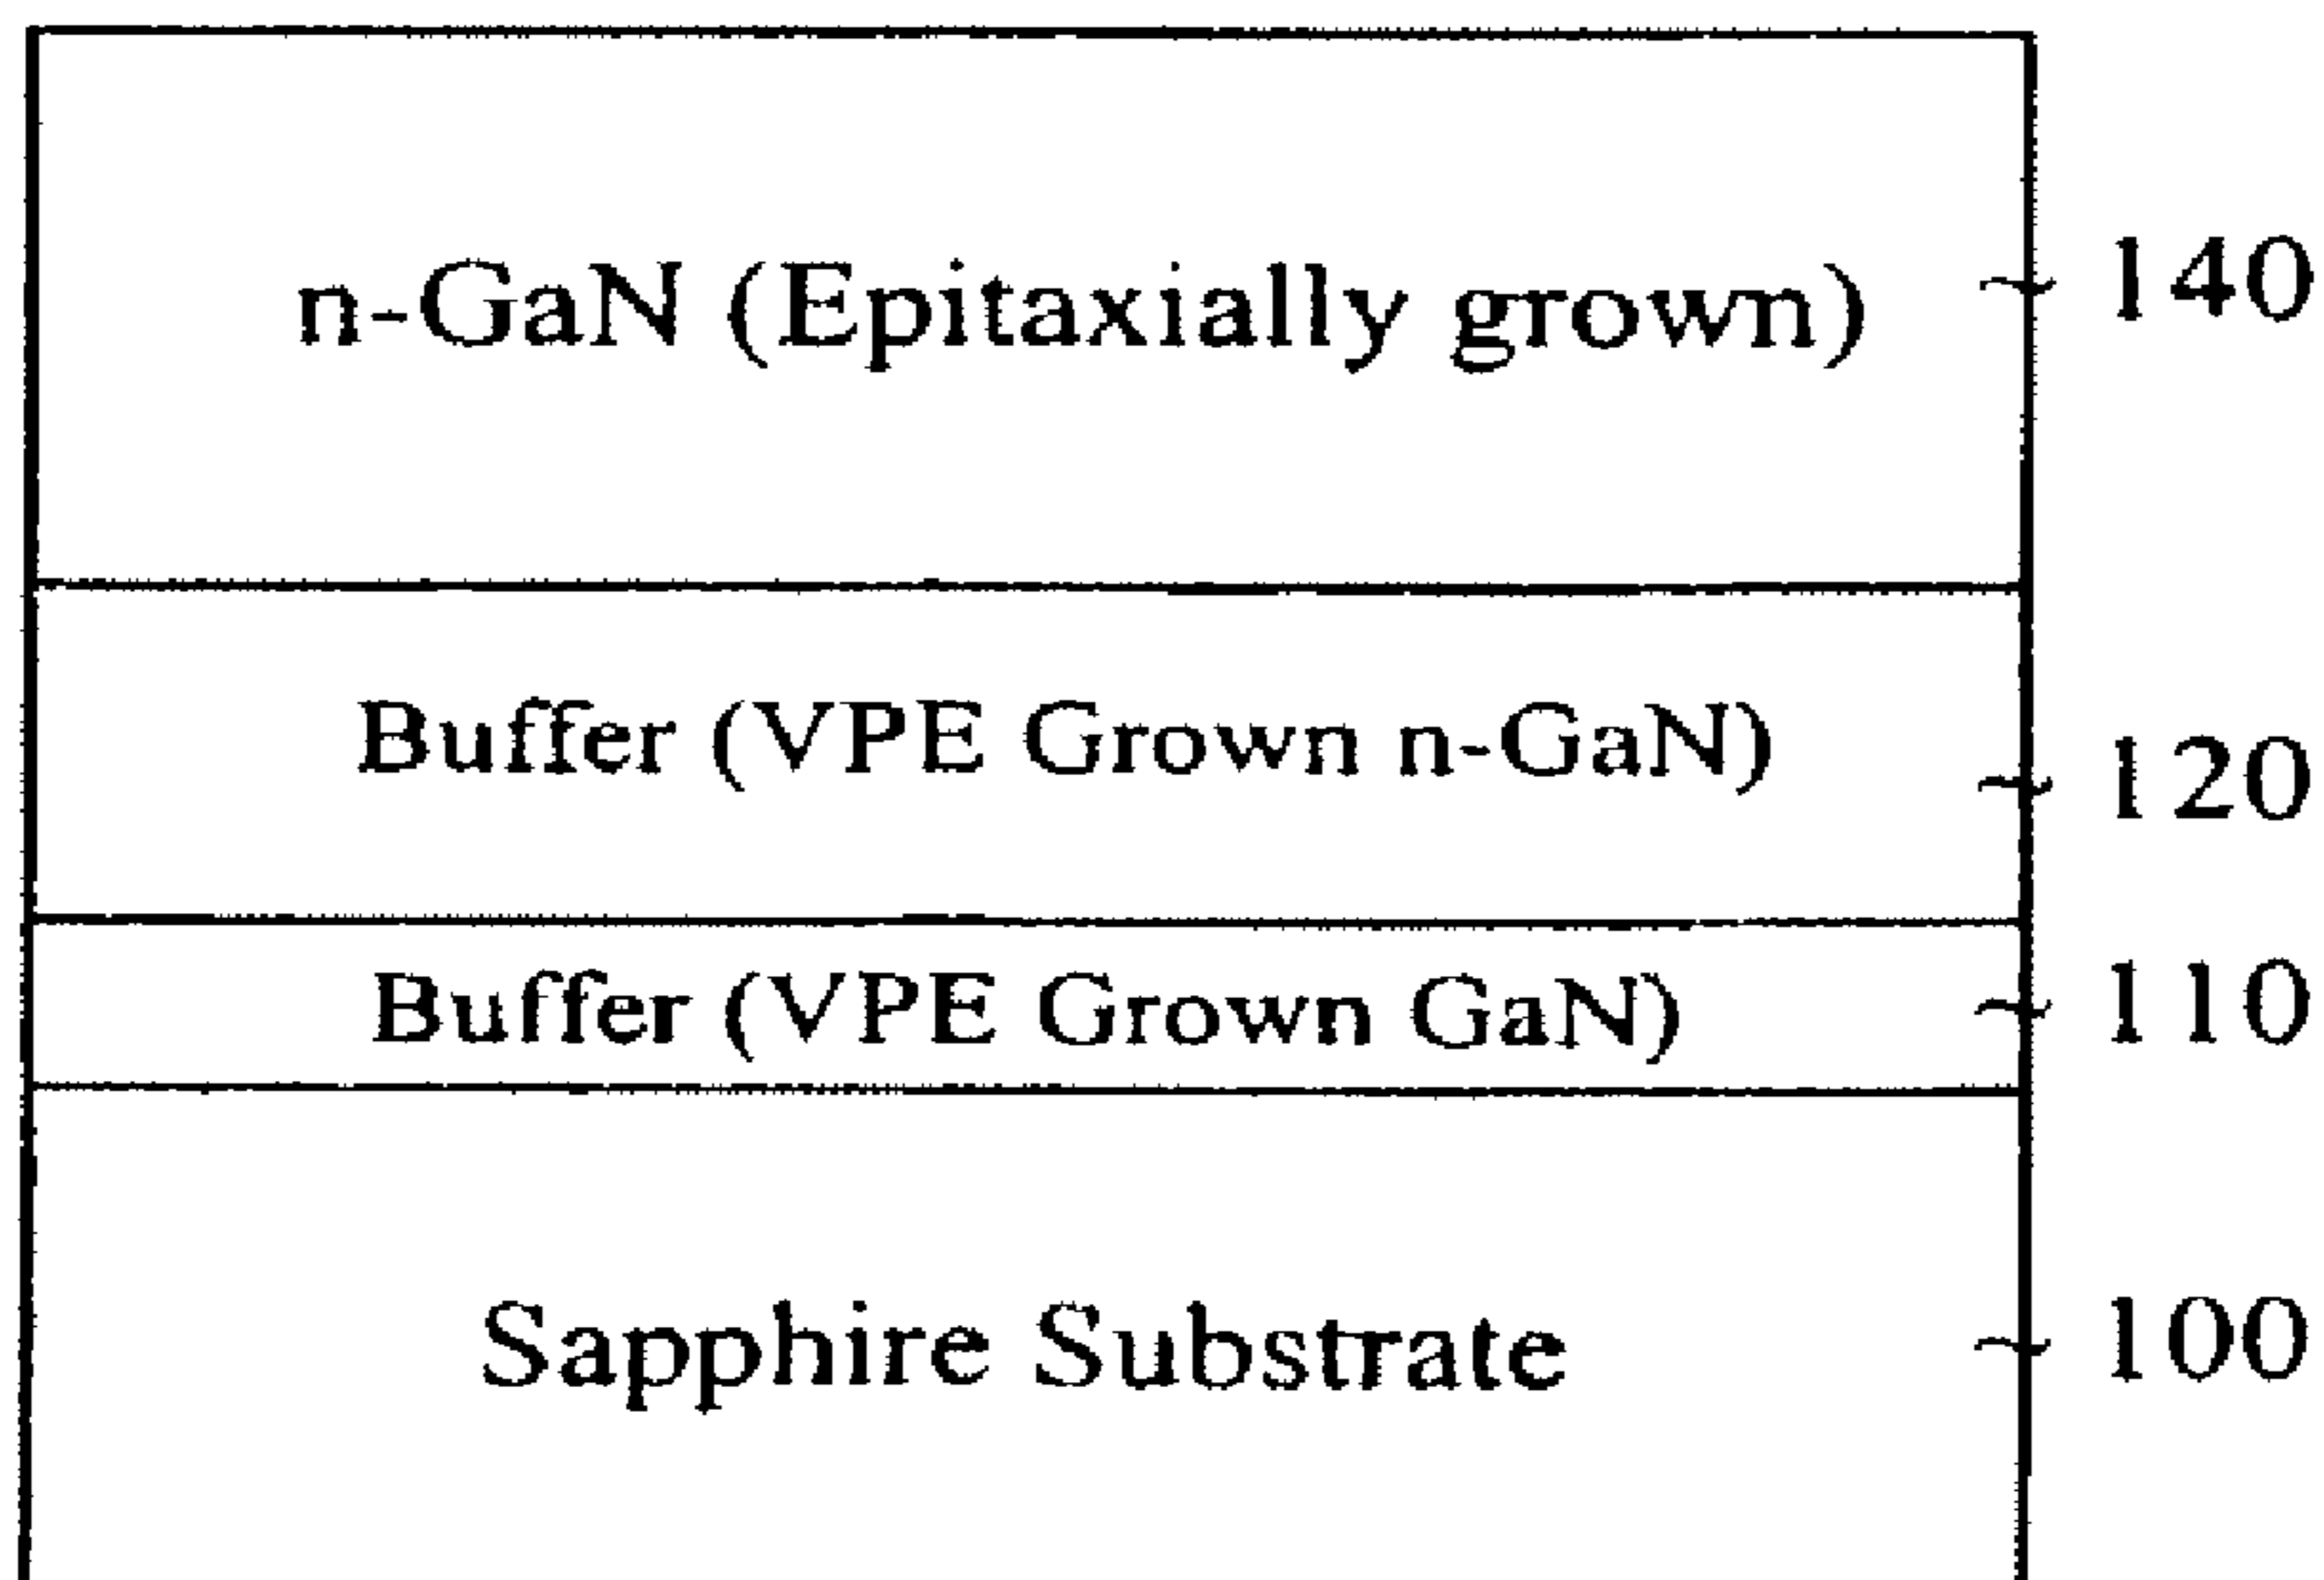 n-GaN (Epitaxially grown) 140
Buffer (VPE Grown n-GaN) 120
Buffer (VPE Grown GaN) 110
Sapphire Substrate 100